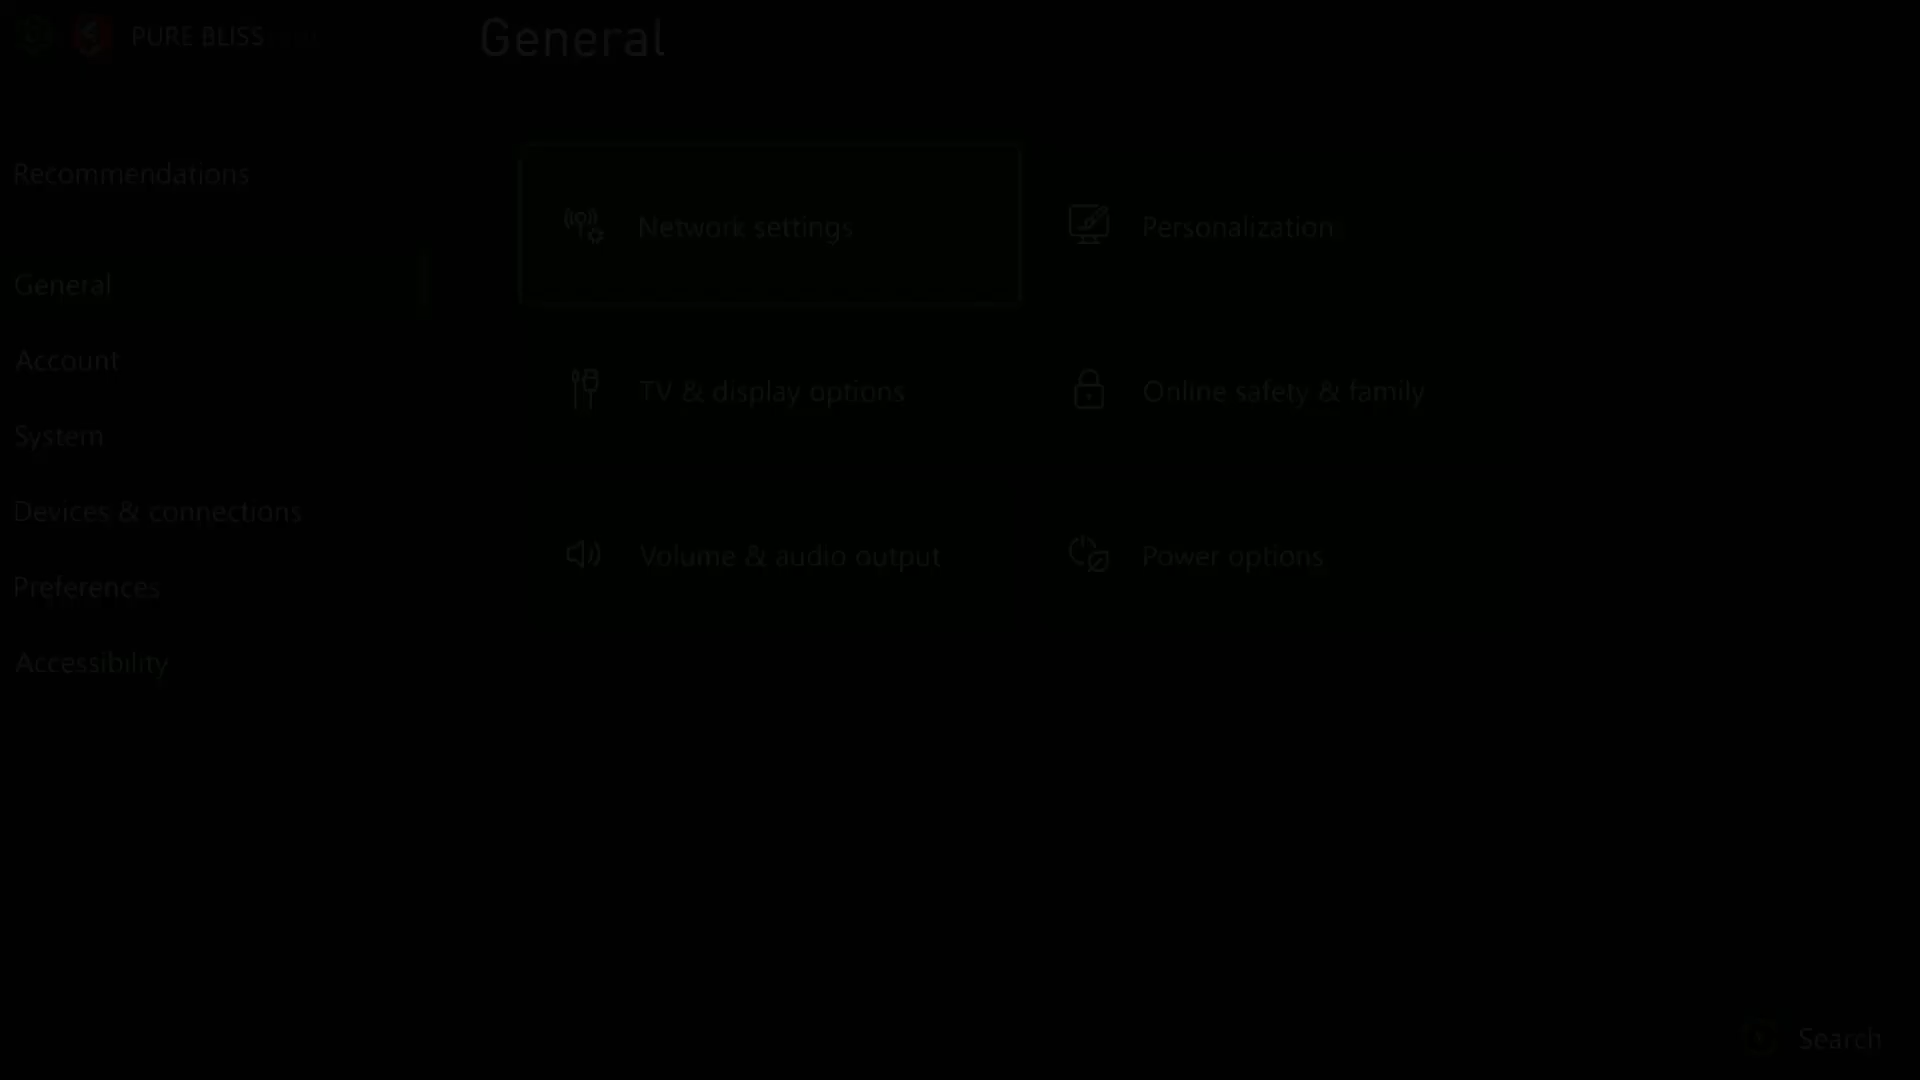 PURE BLISS
General
Recommendations
General
Account
System
Devices & connections
Preferences
Accessibility
Network settings
Personalization
TV & display options
Online safety & family
Volume & audio output
Power options
Search